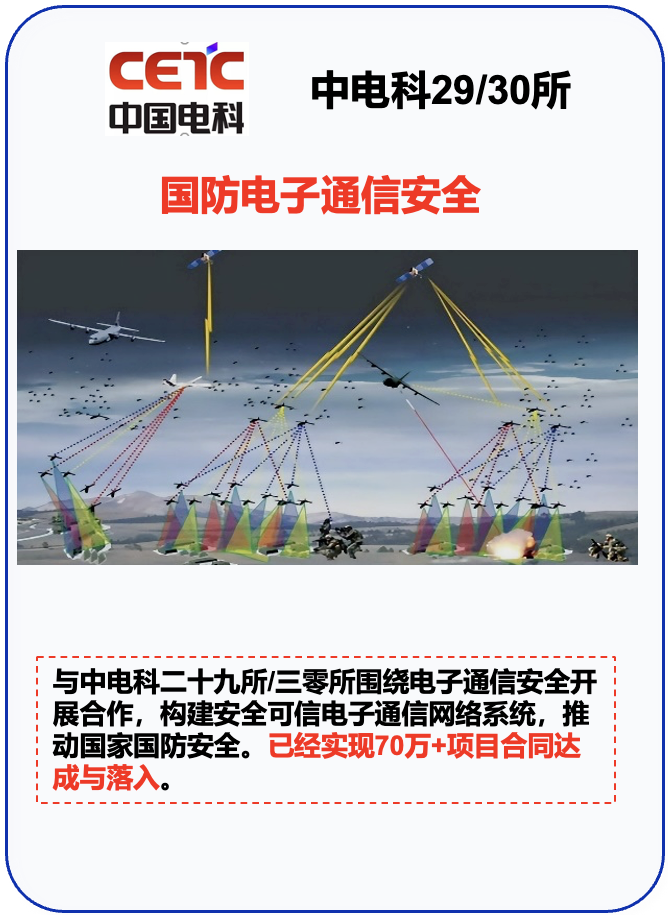 CETC
中国电科
中电科29/30所
国防电子通信安全
与中电科二十九所/三零所围绕电子通信安全开
展合作，构建安全可信电子通信网络系统，推
动国家国防安全。已经实现70万+项目合同达
成与落入。